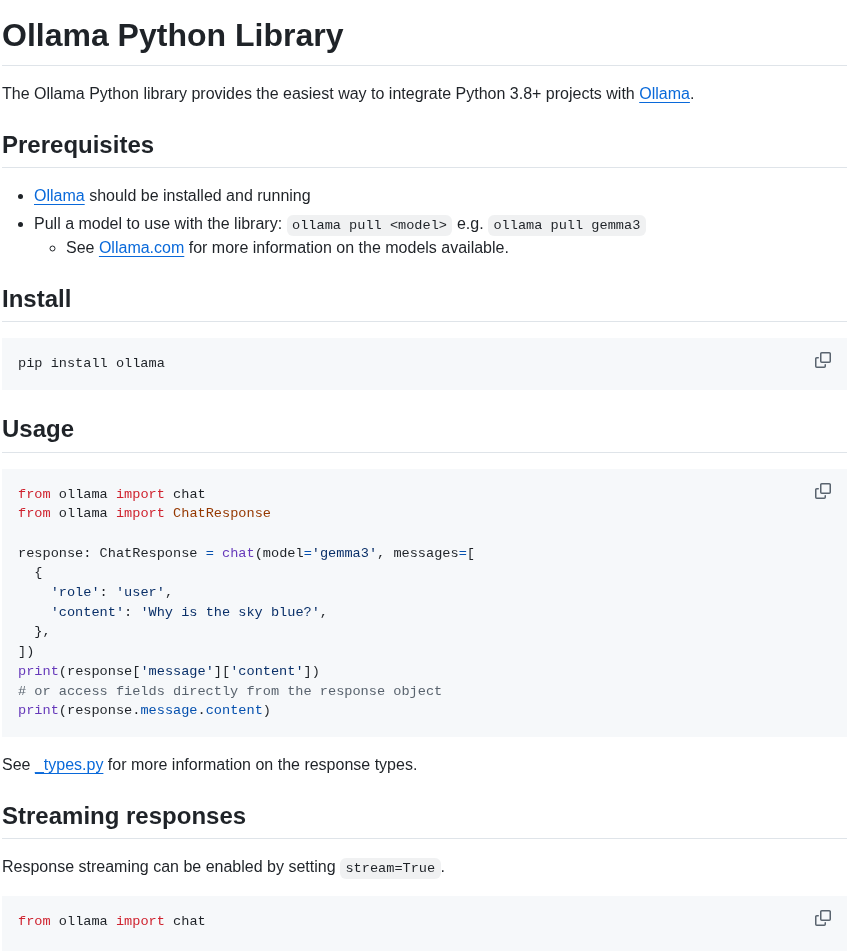 Ollama Python Library
The Ollama Python library provides the easiest way to integrate Python 3.8+ projects with Ollama.
Prerequisites
Ollama should be installed and running
Pull a model to use with the library: ollama pull <model> e.g. ollama pull gemma3
See Ollama.com for more information on the models available.
Install
pip install ollama
Usage
from ollama import chat
from ollama import ChatResponse
response: ChatResponse = chat(model='gemma3', messages=[
  {
    'role': 'user',
    'content': 'Why is the sky blue?',
  },
])
print(response['message']['content'])
# or access fields directly from the response object
print(response.message.content)
See _types.py for more information on the response types.
Streaming responses
Response streaming can be enabled by setting stream=True.
from ollama import chat